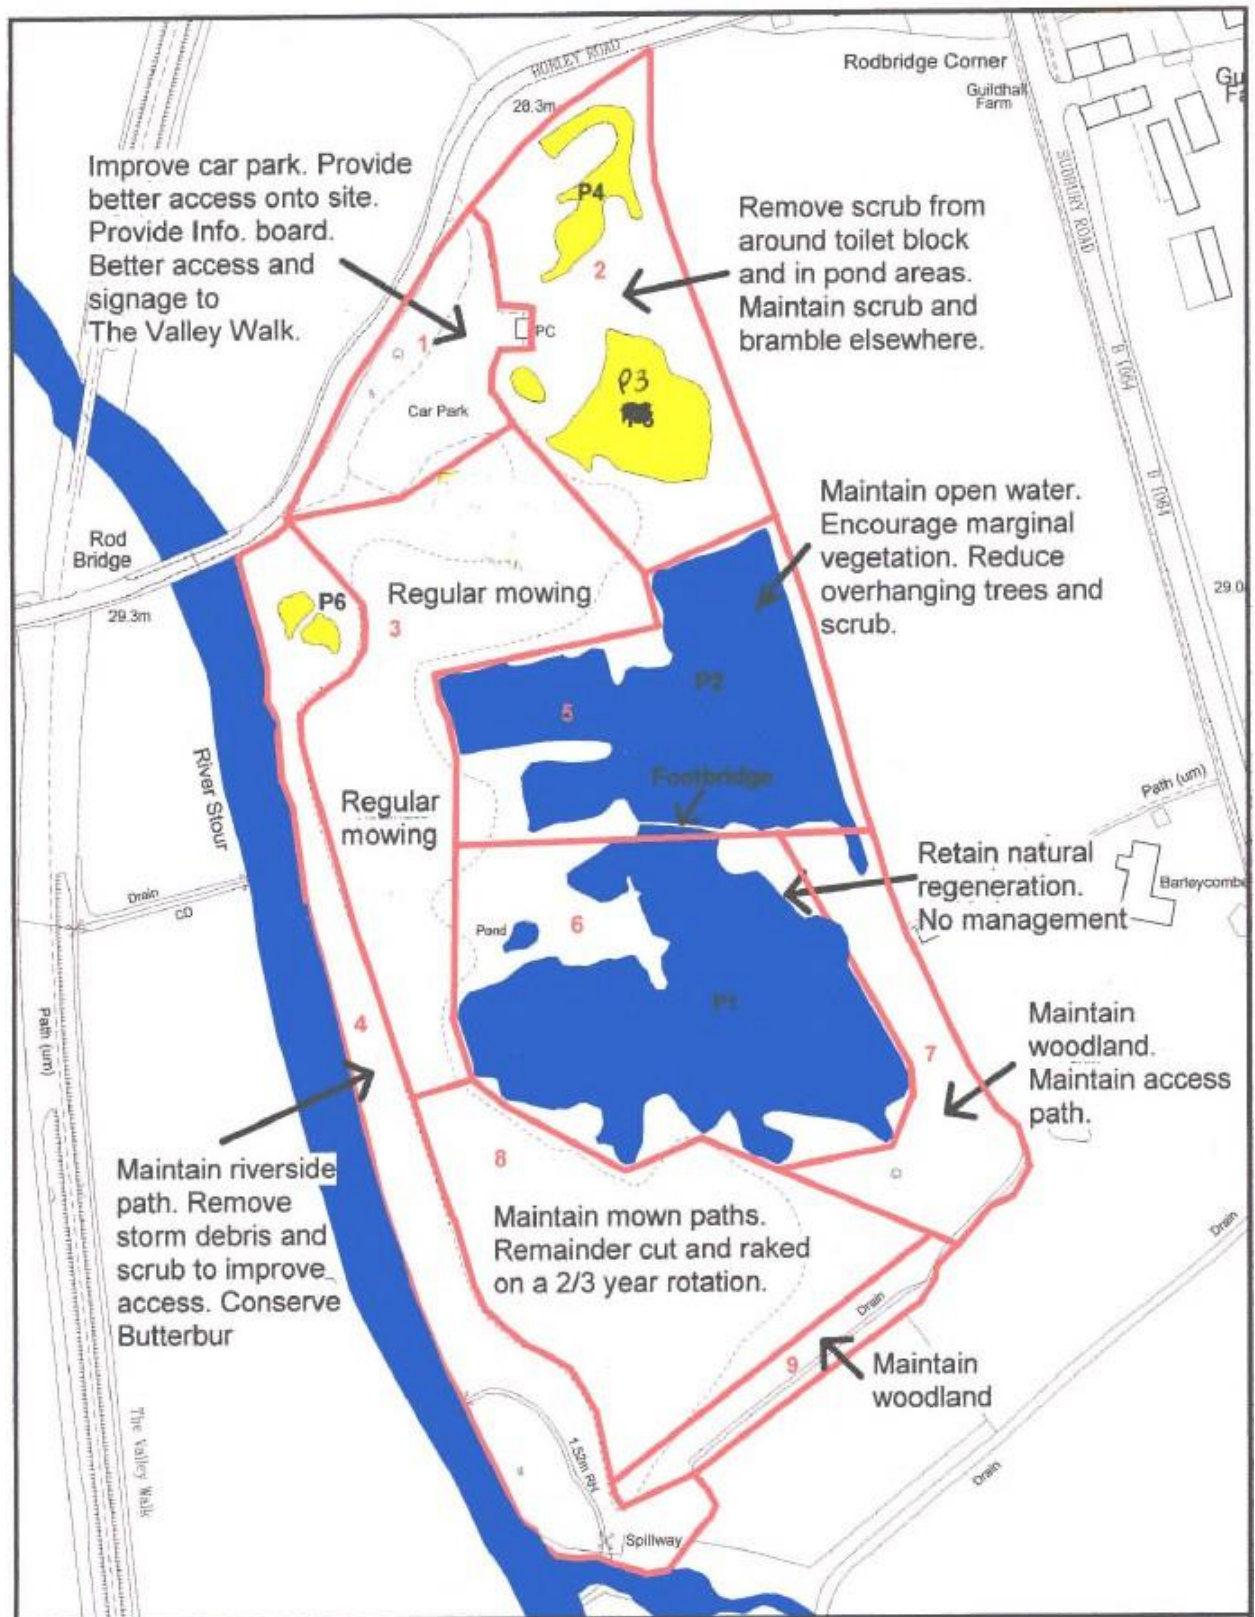 HUNLEY ROAD
Rodbridge Corner
Guildhall
Farm
28.3m
SUDBURY ROAD
Improve car park. Provide
better access onto site.
Provide Info. board.
Better access and
signage to
The Valley Walk.
P4
Remove scrub from
around toilet block
and in pond areas.
Maintain scrub and
bramble elsewhere.
2
1
PC
B 1064
P3
Car Park
B 1064
Maintain open water.
Encourage marginal
vegetation. Reduce
overhanging trees and
scrub.
Rod
Bridge
29.3m
P6
Regular mowing
3
P2
5
River Stour
Footbridge
Path (um)
Regular
mowing
Retain natural
regeneration.
No management
Barleycombe
Drain
CD
Pond
6
P1
4
7
Path (um)
Maintain
woodland.
Maintain access
path.
8
Maintain riverside
path. Remove
storm debris and
scrub to improve
access. Conserve
Butterbur
Maintain mown paths.
Remainder cut and raked
on a 2/3 year rotation.
Drain
Drain
9
Maintain
woodland
The Valley Walk
1.52m RH
Drain
Spillway